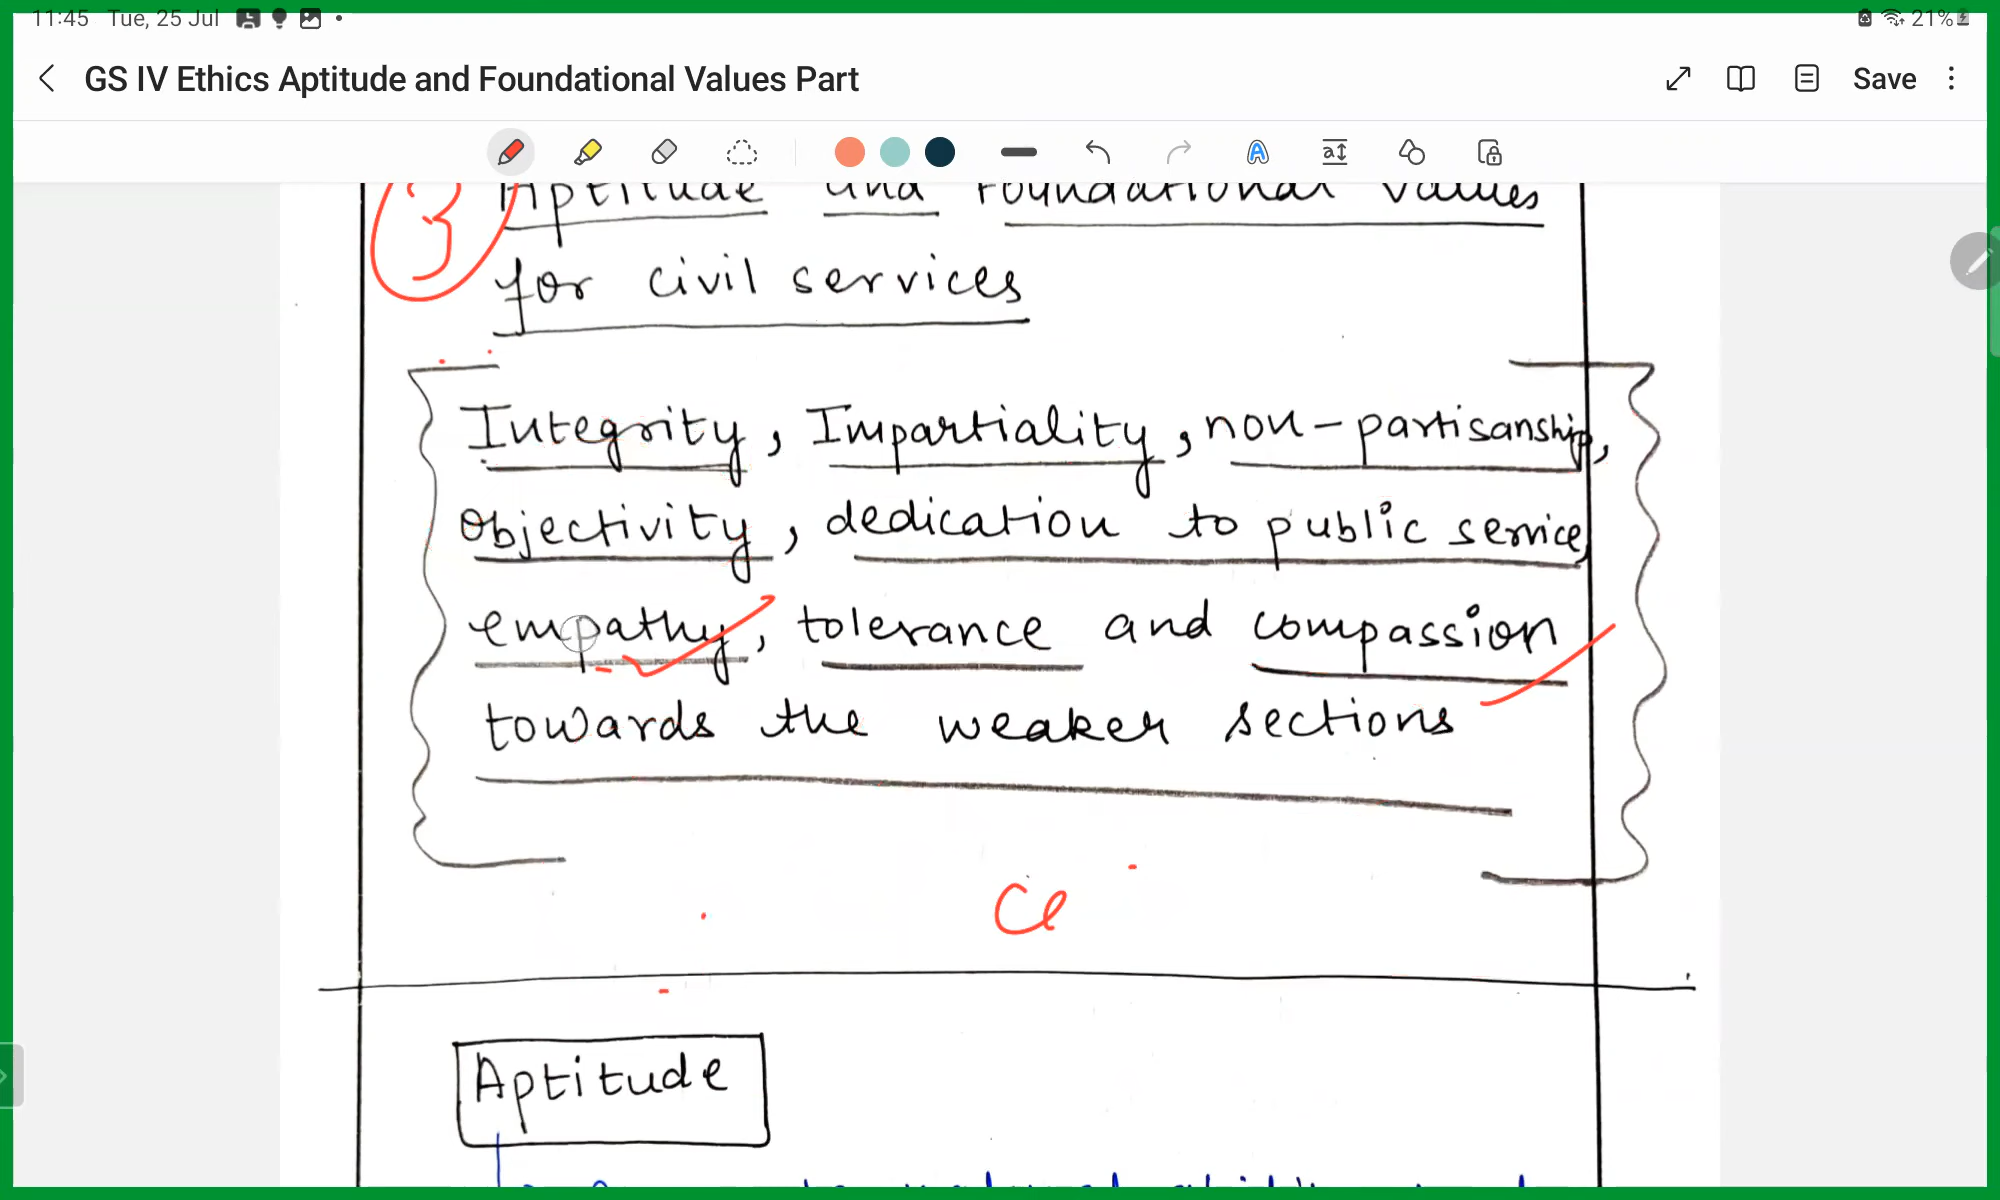 11:45 Tue, 25 Jul
21%
GS IV Ethics Aptitude and Foundational Values Part
Save
3 Aptitude and Foundational Values
for civil services
Integrity, Impartiality, non-partisanship,
objectivity, dedication to public service,
empathy, tolerance and compassion
towards the weaker sections
Ce
Aptitude